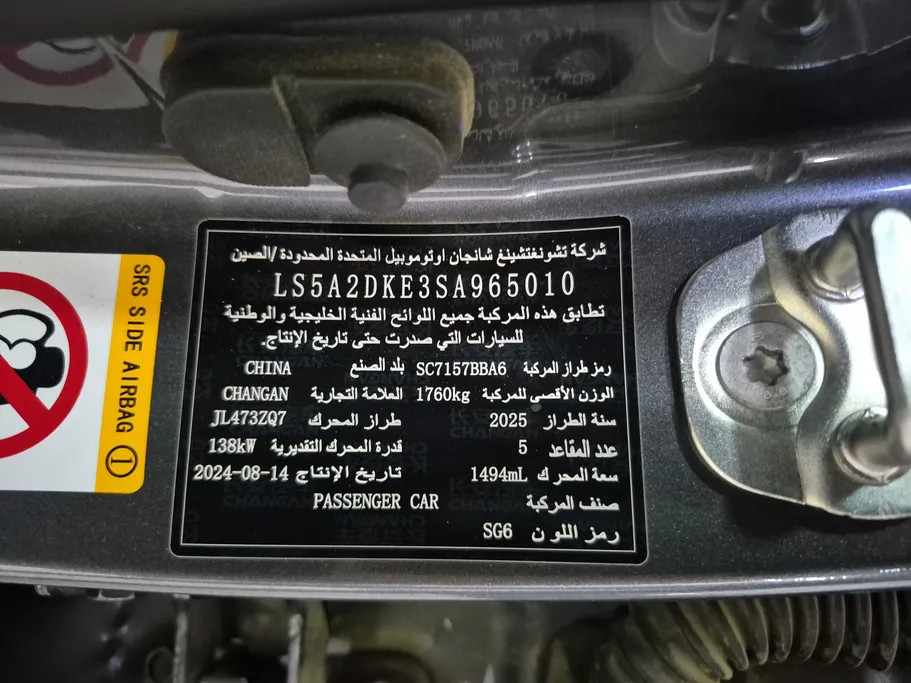 شركة تشونغتشينغ شانجان اوتوموبيل المتحدة المحدودة/الصين
LS5A2DKE3SA965010
تطابق هذه المركبة جميع اللوائح الفنية الخليجية والوطنية
للسيارات التي صدرت حتى تاريخ الإنتاج.
رمز طراز المركبة SC7157BBA6 بلد الصنع CHINA
الوزن الأقصى للمركبة 1760kg العلامة التجارية CHANGAN
سنة الطراز 2025 طراز المحرك JL473ZQ7
عدد المقاعد 5 قدرة المحرك التقديرية 138kW
سعة المحرك 1494mL تاريخ الإنتاج 2024-08-14
صنف المركبة PASSENGER CAR
رمز اللون SG6
SRS SIDE AIRBAG 1